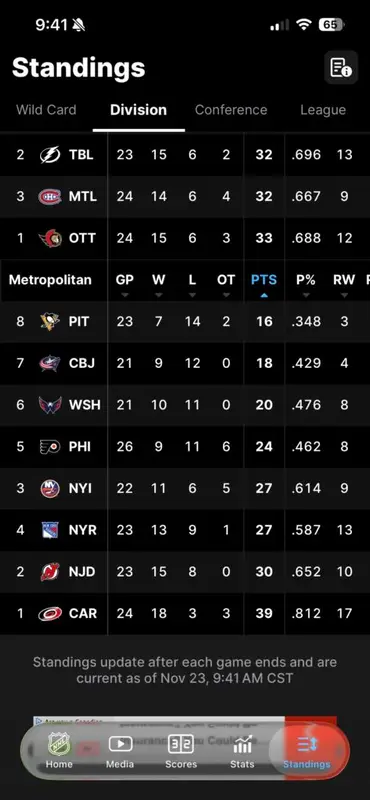 9:41 65
Standings
Wild Card Division Conference League
2 TBL 23 15 6 2 32 .696 13
3 MTL 24 14 6 4 32 .667 9
1 OTT 24 15 6 3 33 .688 12
Metropolitan GP W L OT PTS P% RW
8 PIT 23 7 14 2 16 .348 3
7 CBJ 21 9 12 0 18 .429 4
6 WSH 21 10 11 0 20 .476 8
5 PHI 26 9 11 6 24 .462 8
3 NYI 22 11 6 5 27 .614 9
4 NYR 23 13 9 1 27 .587 13
2 NJD 23 15 8 0 30 .652 10
1 CAR 24 18 3 3 39 .812 17
Standings update after each game ends and are
current as of Nov 23, 9:41 AM CST
Home Media Scores Stats Standings